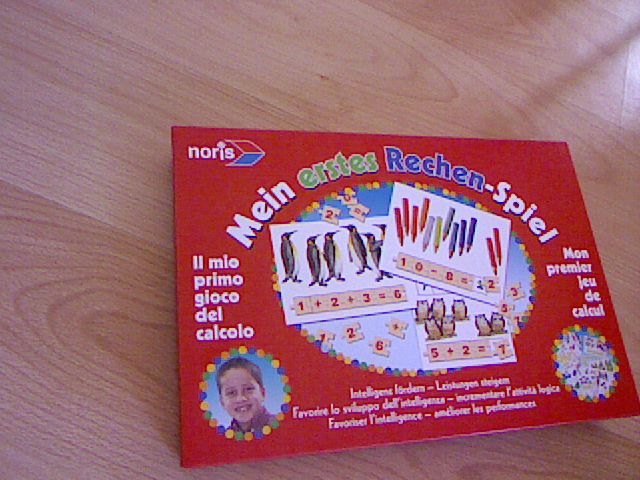 noris
Mein erstes Rechen-Spiel
Il mio
primo
gioco
del
calcolo
Mon
premier
jeu
de
calcul
1+2+3=6
10-8=2
5+2=7
Intelligenz fördern – Leistungen steigern
Favorire lo sviluppo dell'intelligenza – incrementare l'attività logica
Favoriser l'intelligence – améliorer les performances